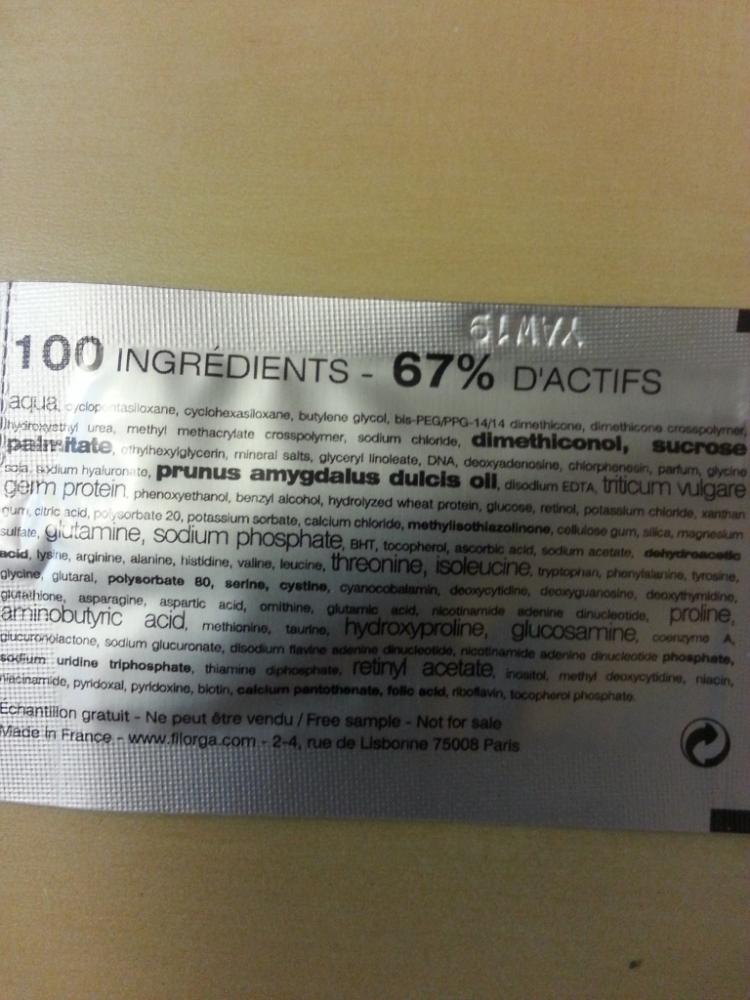 100 INGRÉDIENTS - 67% D'ACTIFS
aqua, cyclopentasiloxane, cyclohexasiloxane, butylene glycol, bis-PEG/PPG-14/14 dimethicone, dimethicone crosspolymer,
hydroxyethyl urea, methyl methacrylate crosspolymer, sodium chloride, dimethiconol, sucrose
palmitate, ethylhexylglycerin, mineral salts, glyceryl linoleate, DNA, deoxyadenosine, chlorphenesin, parfum, glycine
soja, sodium hyaluronate, prunus amygdalus dulcis oil, disodium EDTA, triticum vulgare
germ protein, phenoxyethanol, benzyl alcohol, hydrolyzed wheat protein, glucose, retinol, potassium chloride, xanthan
gum, citric acid, polysorbate 20, potassium sorbate, calcium chloride, methylisothiazolinone, cellulose gum, silica, magnesium
sulfate, glutamine, sodium phosphate, BHT, tocopherol, ascorbic acid, sodium acetate, dehydroacetic
acid, lysine, arginine, alanine, histidine, valine, leucine, threonine, isoleucine, tryptophan, phenylalanine, tyrosine,
glycine, glutaral, polysorbate 80, serine, cystine, cyanocobalamin, deoxycytidine, deoxyguanosine, deoxythymidine,
glutathione, asparagine, aspartic acid, ornithine, glutamic acid, nicotinamide adenine dinucleotide, proline,
aminobutyric acid, methionine, taurine, hydroxyproline, glucosamine, coenzyme A,
glucuronolactone, sodium glucuronate, disodium flavine adenine dinucleotide, nicotinamide adenine dinucleotide phosphate,
sodium uridine triphosphate, thiamine diphosphate, retinyl acetate, inositol, methyl deoxycytidine, niacin,
niacinamide, pyridoxal, pyridoxine, biotin, calcium pantothenate, folic acid, riboflavin, tocopherol phosphate.
Echantillon gratuit - Ne peut être vendu / Free sample - Not for sale
Made in France - www.filorga.com - 2-4, rue de Lisbonne 75008 Paris